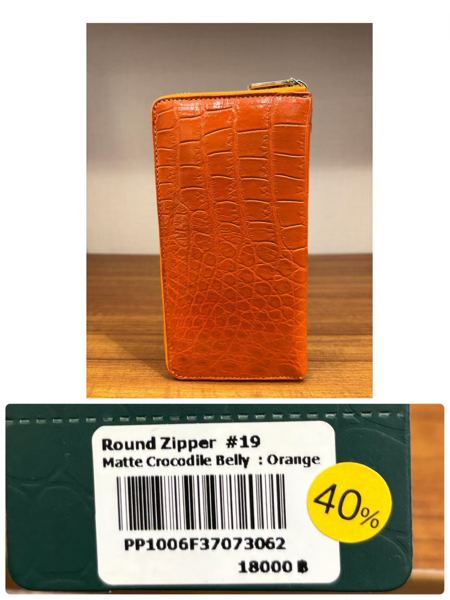 Round Zipper #19
Matte Crocodile Belly : Orange
PP1006F37073062
18000 ฿
40%